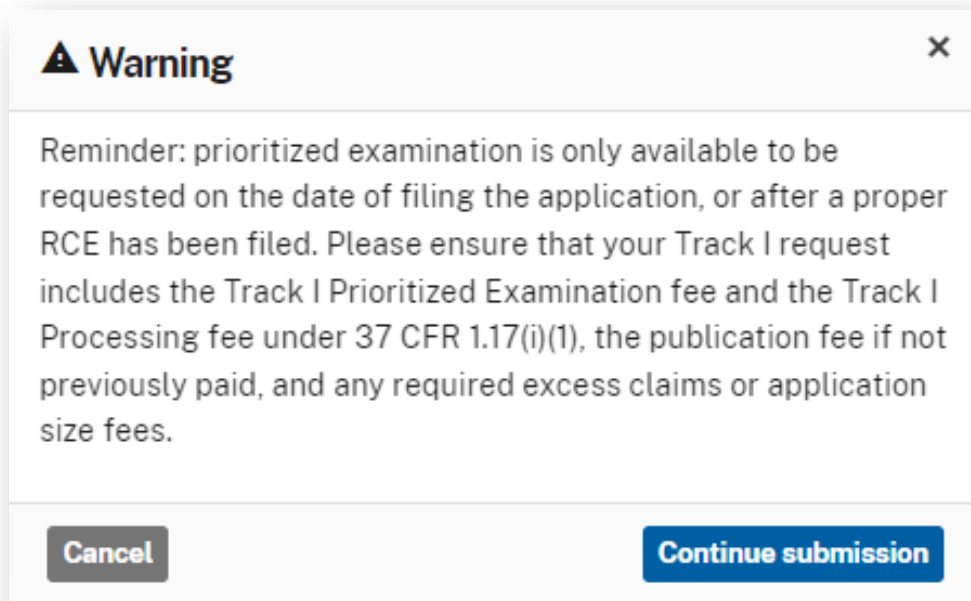 Warning
×
Reminder: prioritized examination is only available to be
requested on the date of filing the application, or after a proper
RCE has been filed. Please ensure that your Track I request
includes the Track I Prioritized Examination fee and the Track I
Processing fee under 37 CFR 1.17(i)(1), the publication fee if not
previously paid, and any required excess claims or application
size fees.
Cancel
Continue submission